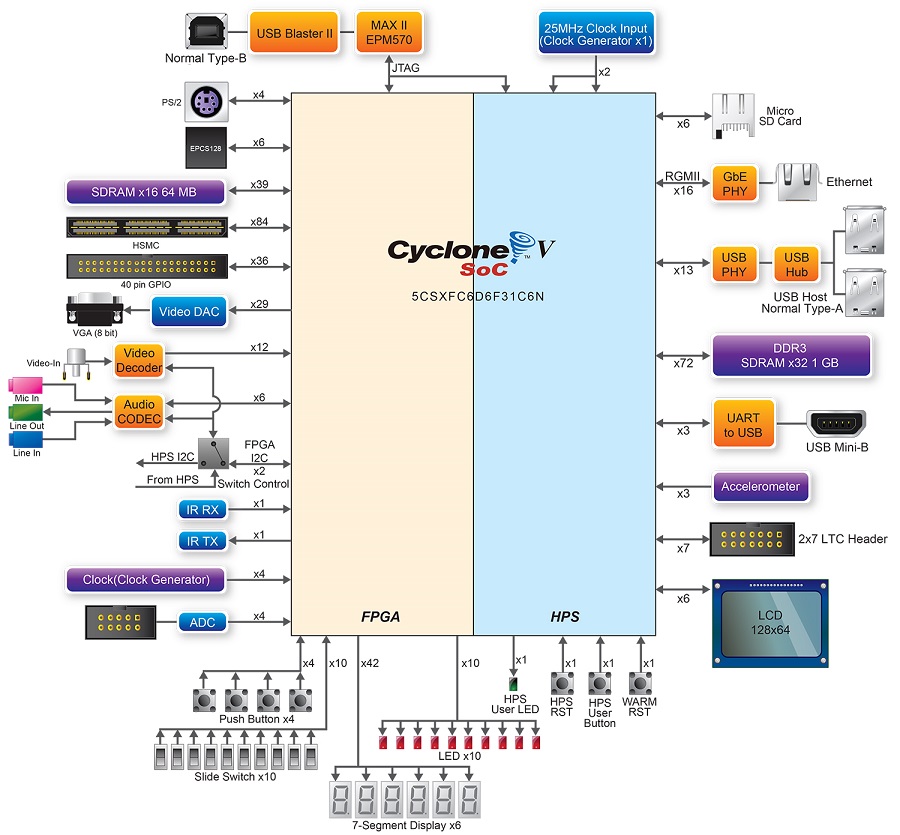 Normal Type-B
USB Blaster II
MAX II
EPM570
JTAG
25MHz Clock Input
(Clock Generator x1)
x2
PS/2
x4
EPCS128
x6
SDRAM x16 64 MB
x39
HSMC
x84
40 pin GPIO
x36
VGA (8 bit)
Video DAC
x29
Video-In
Video
Decoder
x12
Mic In
Line Out
Line In
Audio
CODEC
x6
HPS I2C
From HPS
FPGA
I2C
x2
Switch Control
IR RX
x1
IR TX
x1
Clock(Clock Generator)
x4
ADC
x4
Cyclone V
TM
SoC
5CSXFC6D6F31C6N
FPGA
HPS
x6
Micro
SD Card
RGMII
x16
GbE
PHY
Ethernet
x13
USB
PHY
USB
Hub
USB Host
Normal Type-A
x72
DDR3
SDRAM x32 1 GB
x3
UART
to USB
USB Mini-B
x3
Accelerometer
x7
2x7 LTC Header
x6
LCD
128x64
x4
Push Button x4
x10
Slide Switch x10
x42
7-Segment Display x6
x10
LED x10
x1
HPS
User LED
x1
HPS
RST
x1
HPS
User
Button
x1
WARM
RST